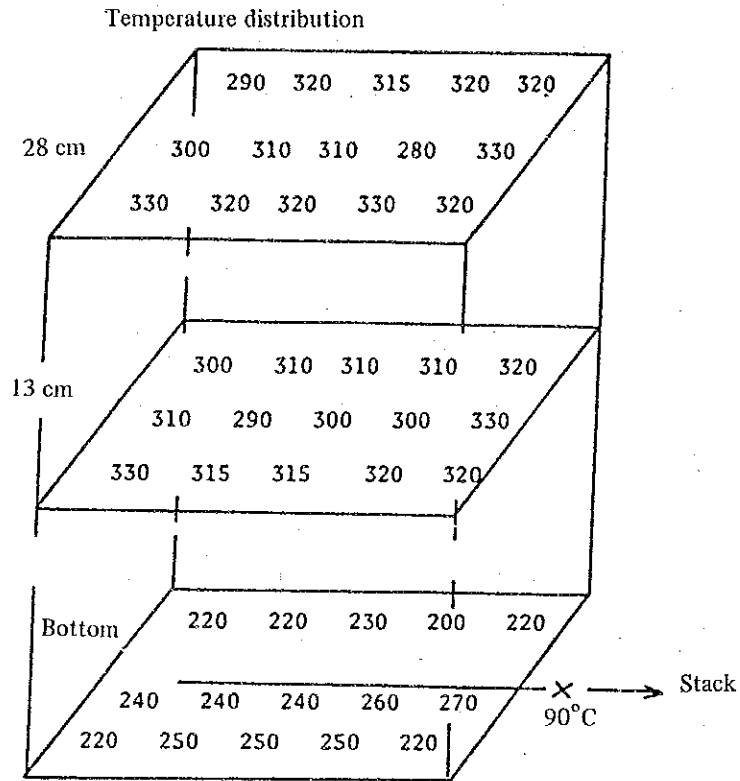 Temperature distribution
290 320 315 320 320
28 cm
300 310 310 280 330
330 320 320 330 320
300 310 310 310 320
13 cm
310 290 300 300 330
330 315 315 320 320
220 220 230 200 220
Bottom
Stack
240 240 240 260 270
90°C
220 250 250 250 220